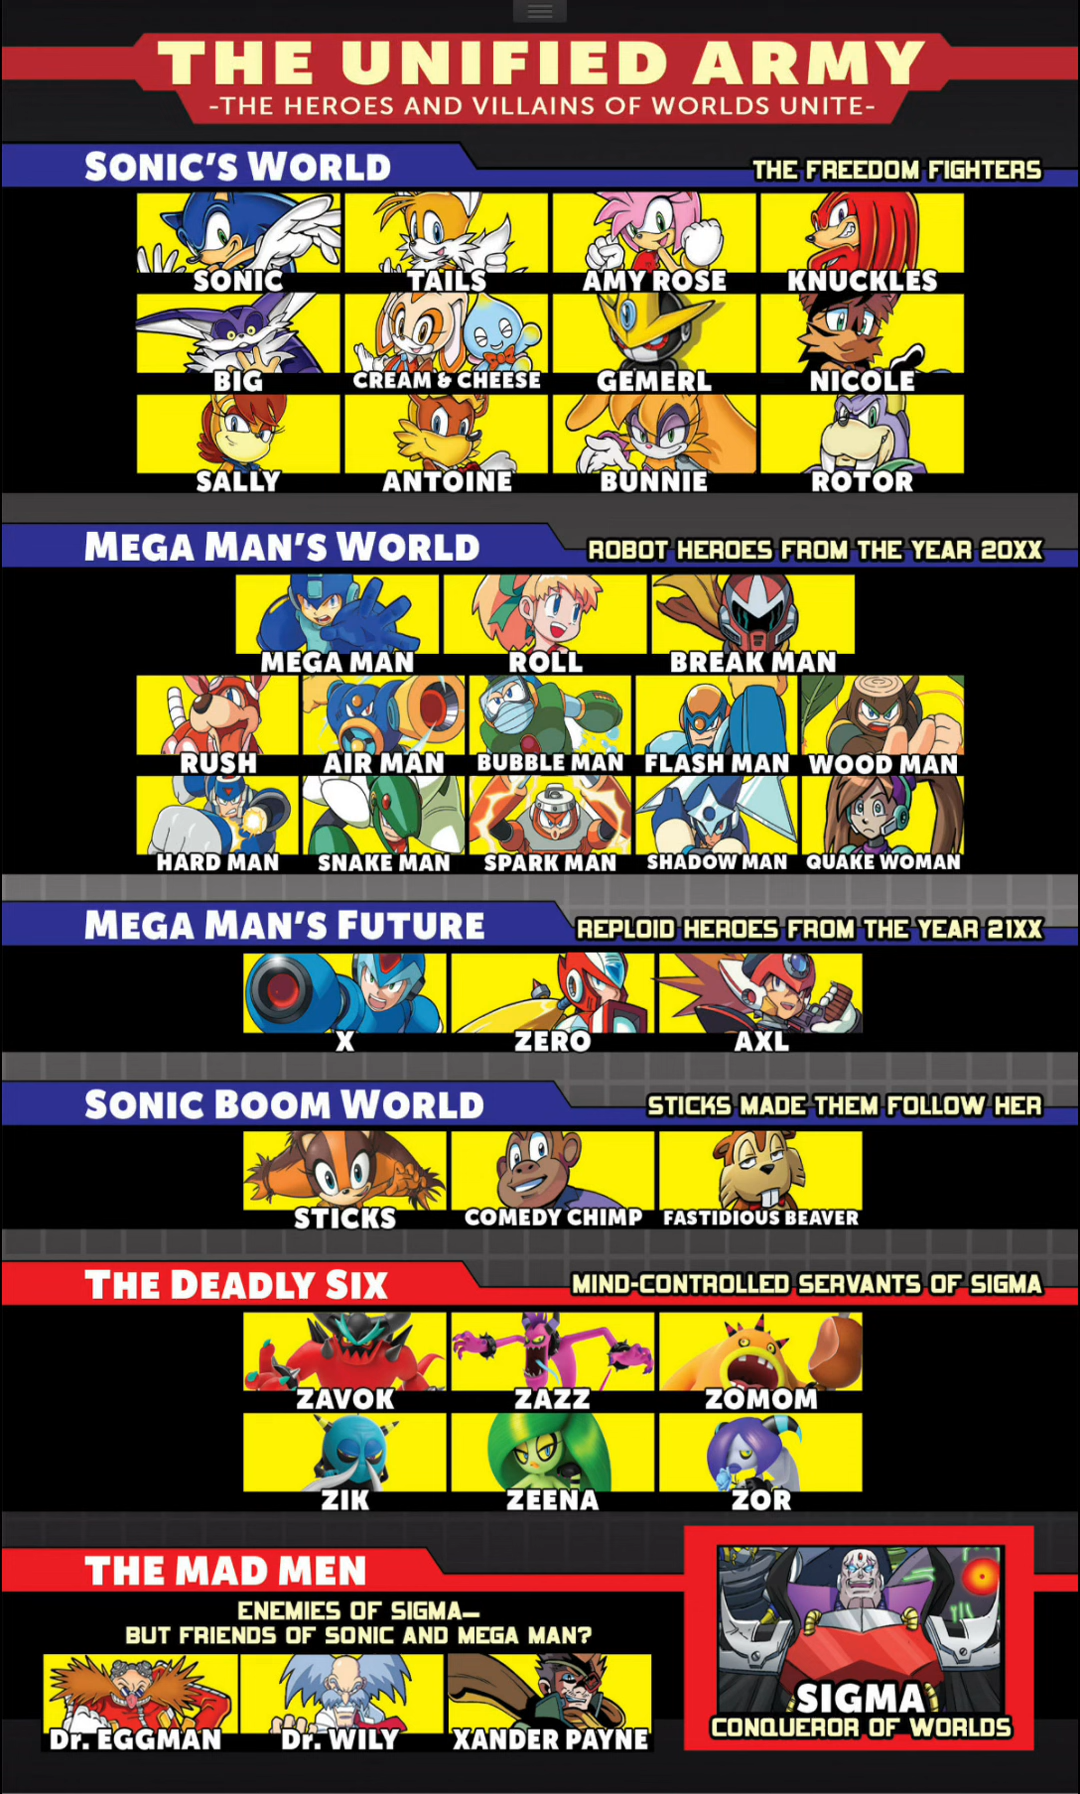 THE UNIFIED ARMY
-THE HEROES AND VILLAINS OF WORLDS UNITE-
SONIC'S WORLD
THE FREEDOM FIGHTERS
SONIC
TAILS
AMY ROSE
KNUCKLES
BIG
CREAM & CHEESE
GEMERL
NICOLE
SALLY
ANTOINE
BUNNIE
ROTOR
MEGA MAN'S WORLD
ROBOT HEROES FROM THE YEAR 20XX
MEGA MAN
ROLL
BREAK MAN
RUSH
AIR MAN
BUBBLE MAN
FLASH MAN
WOOD MAN
HARD MAN
SNAKE MAN
SPARK MAN
SHADOW MAN
QUAKE WOMAN
MEGA MAN'S FUTURE
REPLOID HEROES FROM THE YEAR 21XX
X
ZERO
AXL
SONIC BOOM WORLD
STICKS MADE THEM FOLLOW HER
STICKS
COMEDY CHIMP
FASTIDIOUS BEAVER
THE DEADLY SIX
MIND-CONTROLLED SERVANTS OF SIGMA
ZAVOK
ZAZZ
ZOMOM
ZIK
ZEENA
ZOR
THE MAD MEN
ENEMIES OF SIGMA—
BUT FRIENDS OF SONIC AND MEGA MAN?
Dr. EGGMAN
Dr. WILY
XANDER PAYNE
SIGMA
CONQUEROR OF WORLDS